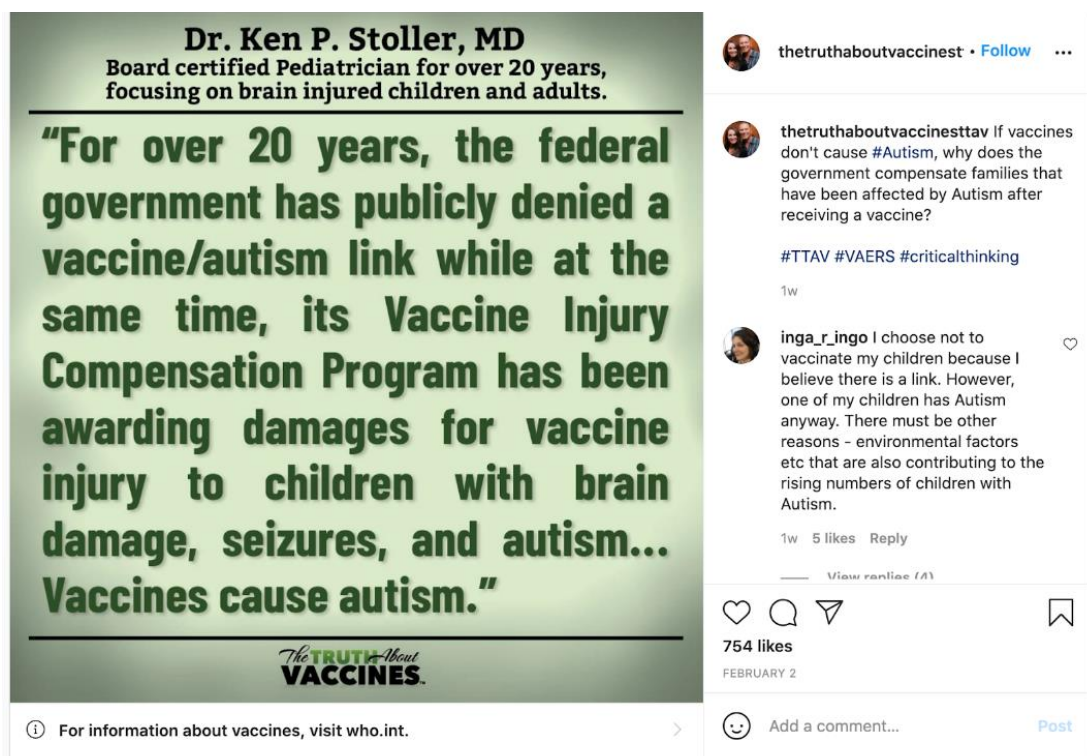 Dr. Ken P. Stoller, MD
Board certified Pediatrician for over 20 years,
focusing on brain injured children and adults.
“For over 20 years, the federal
government has publicly denied a
vaccine/autism link while at the
same time, its Vaccine Injury
Compensation Program has been
awarding damages for vaccine
injury to children with brain
damage, seizures, and autism...
Vaccines cause autism.”
The TRUTH About
VACCINES
For information about vaccines, visit who.int.
thetruthaboutvaccinest • Follow
thetruthaboutvaccinesttav If vaccines
don't cause #Autism, why does the
government compensate families that
have been affected by Autism after
receiving a vaccine?
#TTAV #VAERS #criticalthinking
1w
inga_r_ingo I choose not to
vaccinate my children because I
believe there is a link. However,
one of my children has Autism
anyway. There must be other
reasons - environmental factors
etc that are also contributing to the
rising numbers of children with
Autism.
1w 5 likes Reply
View replies (4)
754 likes
FEBRUARY 2
Add a comment... Post